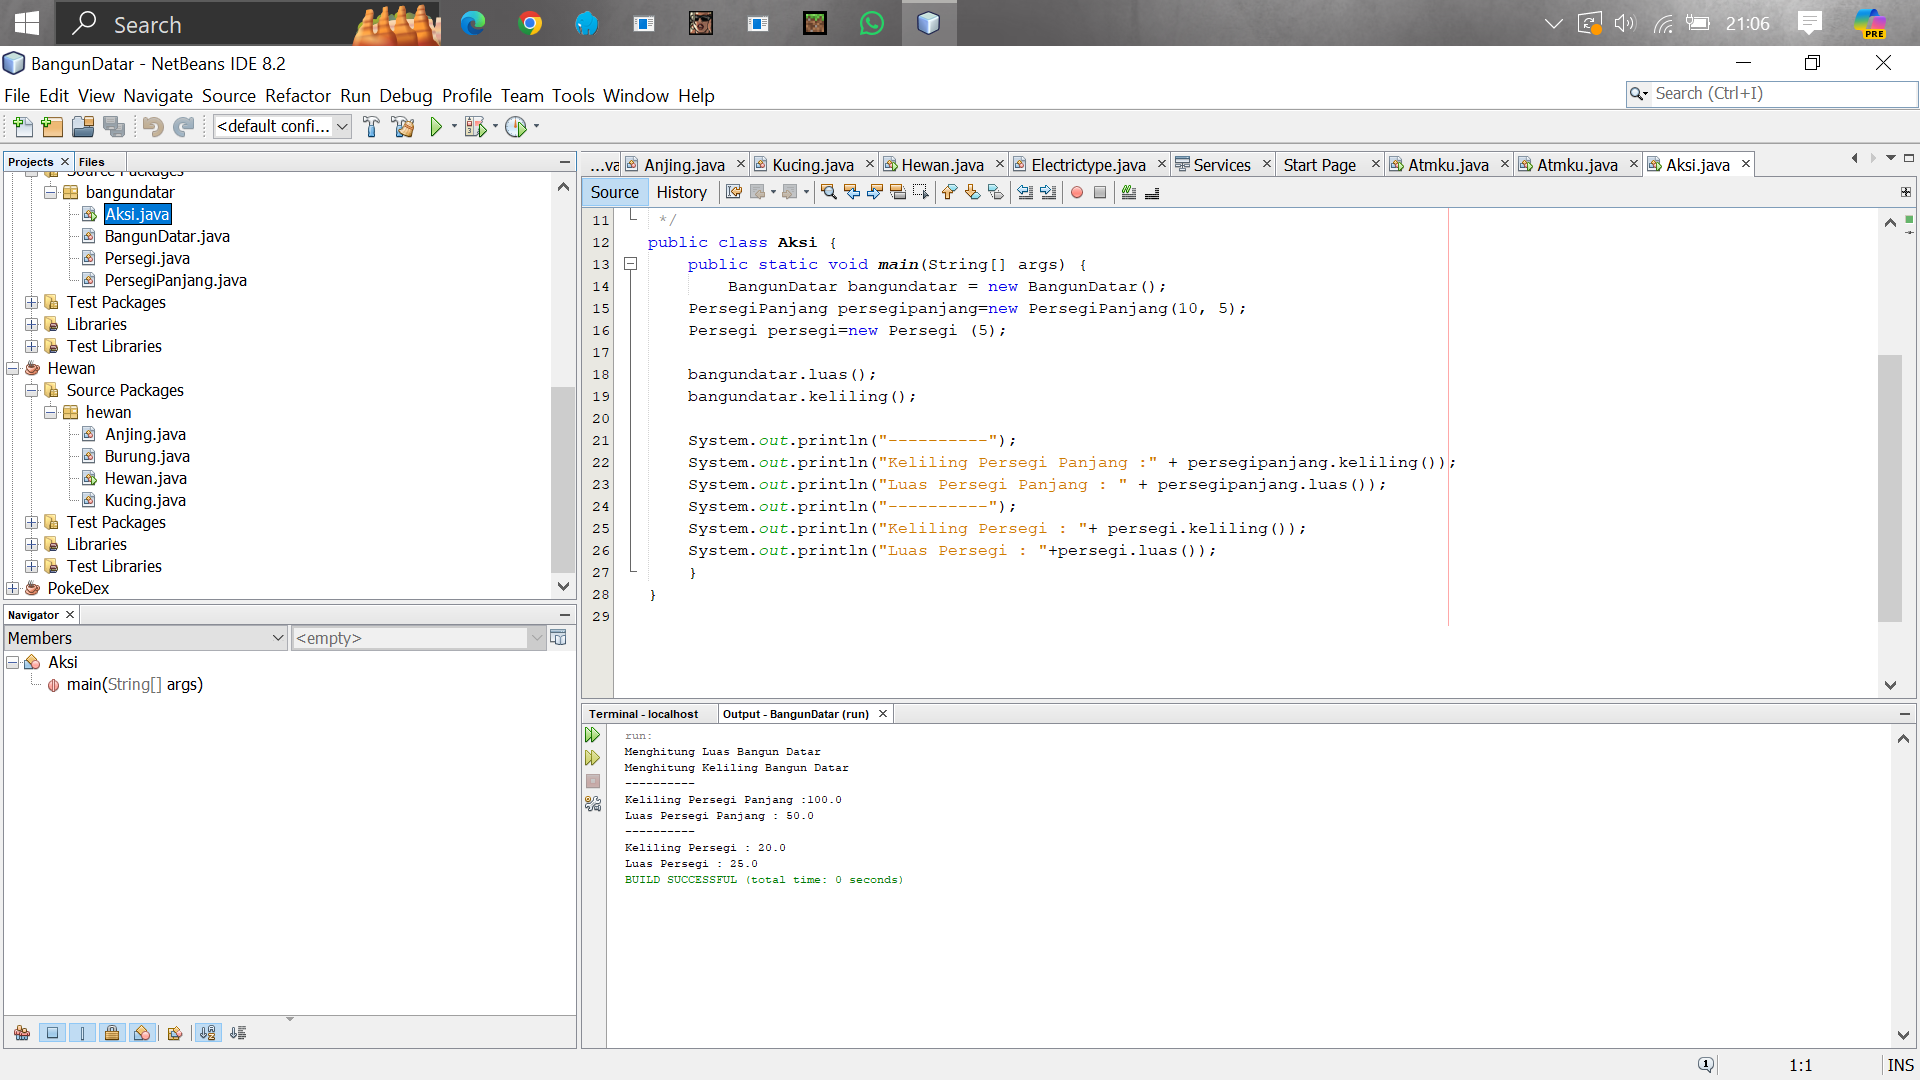 Search
21:06
PRE
BangunDatar - NetBeans IDE 8.2
File Edit View Navigate Source Refactor Run Debug Profile Team Tools Window Help
Search (Ctrl+I)
<default confi...
Projects
Files
Source Packages
bangundatar
Aksi.java
BangunDatar.java
Persegi.java
PersegiPanjang.java
Test Packages
Libraries
Test Libraries
Hewan
Source Packages
hewan
Anjing.java
Burung.java
Hewan.java
Kucing.java
Test Packages
Libraries
Test Libraries
PokeDex
Navigator
Members
<empty>
Aksi
main(String[] args)
...va Anjing.java Kucing.java Hewan.java Electrictype.java Services Start Page Atmku.java Atmku.java Aksi.java
Source History
11 */
12 public class Aksi {
13 public static void main(String[] args) {
14 BangunDatar bangundatar = new BangunDatar();
15 PersegiPanjang persegipanjang=new PersegiPanjang(10, 5);
16 Persegi persegi=new Persegi (5);
17
18 bangundatar.luas();
19 bangundatar.keliling();
20
21 System.out.println("----------");
22 System.out.println("Keliling Persegi Panjang :" + persegipanjang.keliling());
23 System.out.println("Luas Persegi Panjang : " + persegipanjang.luas());
24 System.out.println("----------");
25 System.out.println("Keliling Persegi : "+ persegi.keliling());
26 System.out.println("Luas Persegi : "+persegi.luas());
27 }
28 }
29
Terminal - localhost
Output - BangunDatar (run)
run:
Menghitung Luas Bangun Datar
Menghitung Keliling Bangun Datar
----------
Keliling Persegi Panjang :100.0
Luas Persegi Panjang : 50.0
----------
Keliling Persegi : 20.0
Luas Persegi : 25.0
BUILD SUCCESSFUL (total time: 0 seconds)
1:1
INS